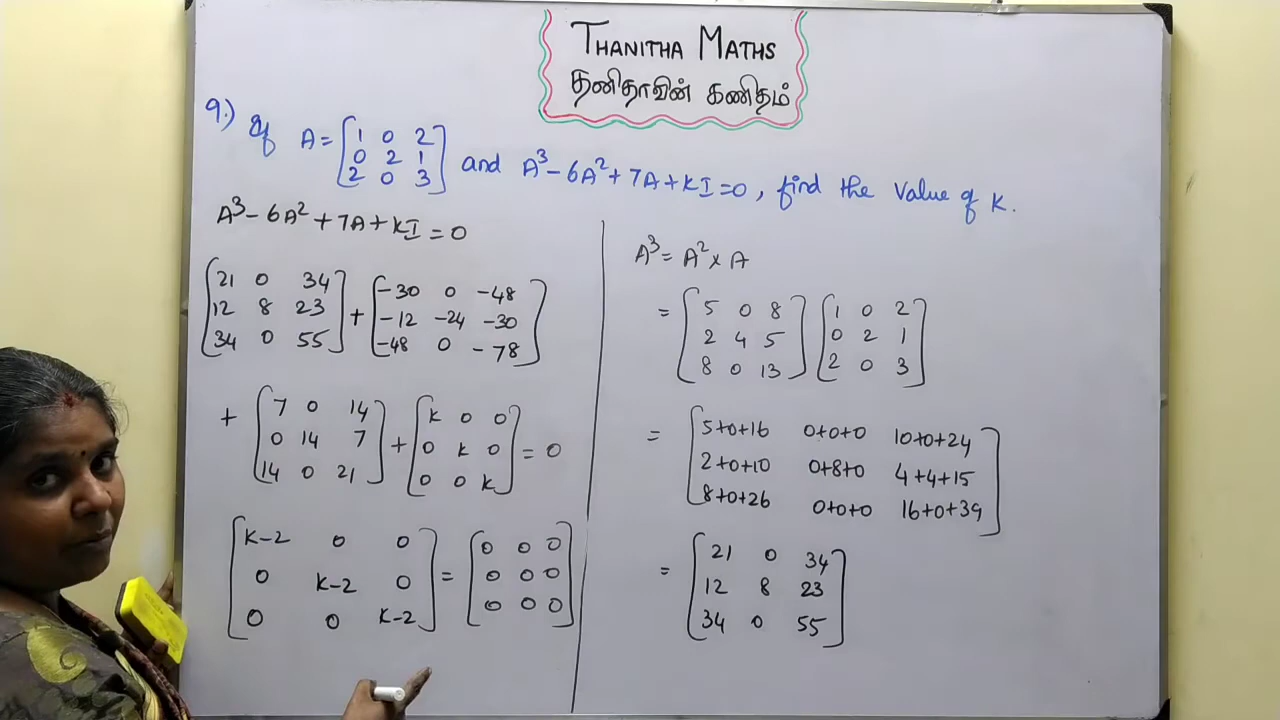 THANITHA MATHS
தனிதாவின் கணிதம்
9.) If A = [1 0 2
0 2 1
2 0 3] and A³ - 6A² + 7A + KI = 0, find the value of K.
A³ - 6A² + 7A + KI = 0
[21 0 34
12 8 23
34 0 55] + [-30 0 -48
-12 -24 -30
-48 0 -78]
+ [7 0 14
0 14 7
14 0 21] + [K 0 0
0 K 0
0 0 K] = 0
[K-2 0 0
0 K-2 0
0 0 K-2] = [0 0 0
0 0 0
0 0 0]
A³ = A² x A
= [5 0 8
2 4 5
8 0 13] [1 0 2
0 2 1
2 0 3]
= [5+0+16 0+0+0 10+0+24
2+0+10 0+8+0 4+4+15
8+0+26 0+0+0 16+0+39]
= [21 0 34
12 8 23
34 0 55]